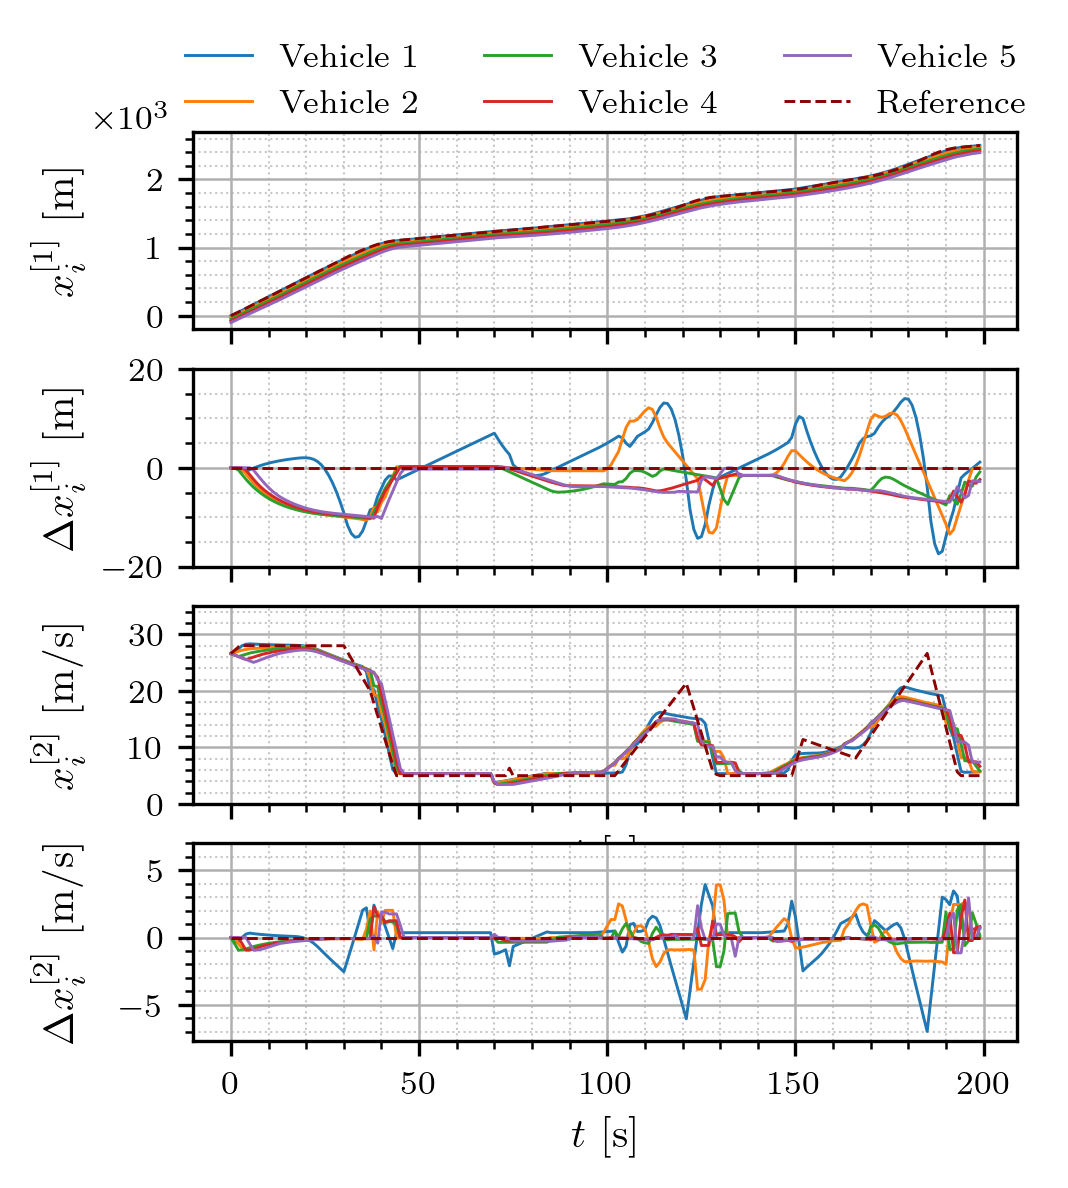 Vehicle 1 Vehicle 3 Vehicle 5
Vehicle 2 Vehicle 4 Reference
×10³
x_i^[1] [m]
2
1
0
Δx_i^[1] [m]
20
0
−20
x_i^[2] [m/s]
30
20
10
0
Δx_i^[2] [m/s]
5
0
−5
0 50 100 150 200
t [s]